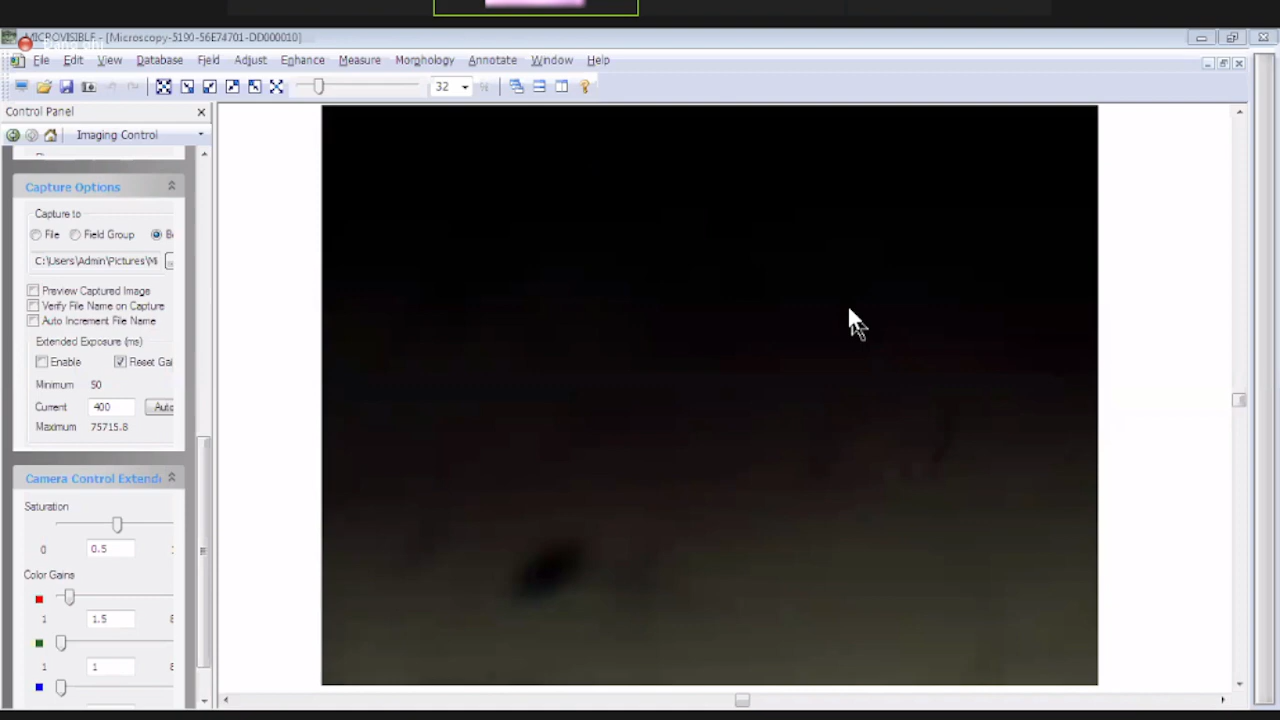 MICROVISIBLE - [Microscopy-5190-56E74701-DD000010]
File Edit View Database Field Adjust Enhance Measure Morphology Annotate Window Help
32
Control Panel
Imaging Control
Capture Options
Capture to
File Field Group
C:\Users\Admin\Pictures\Mi
Preview Captured Image
Verify File Name on Capture
Auto Increment File Name
Extended Exposure (ms)
Enable Reset Gai
Minimum 50
Current 400 Auto
Maximum 75715.8
Camera Control Extende
Saturation
0 0.5
Color Gains
1 1.5
1 1